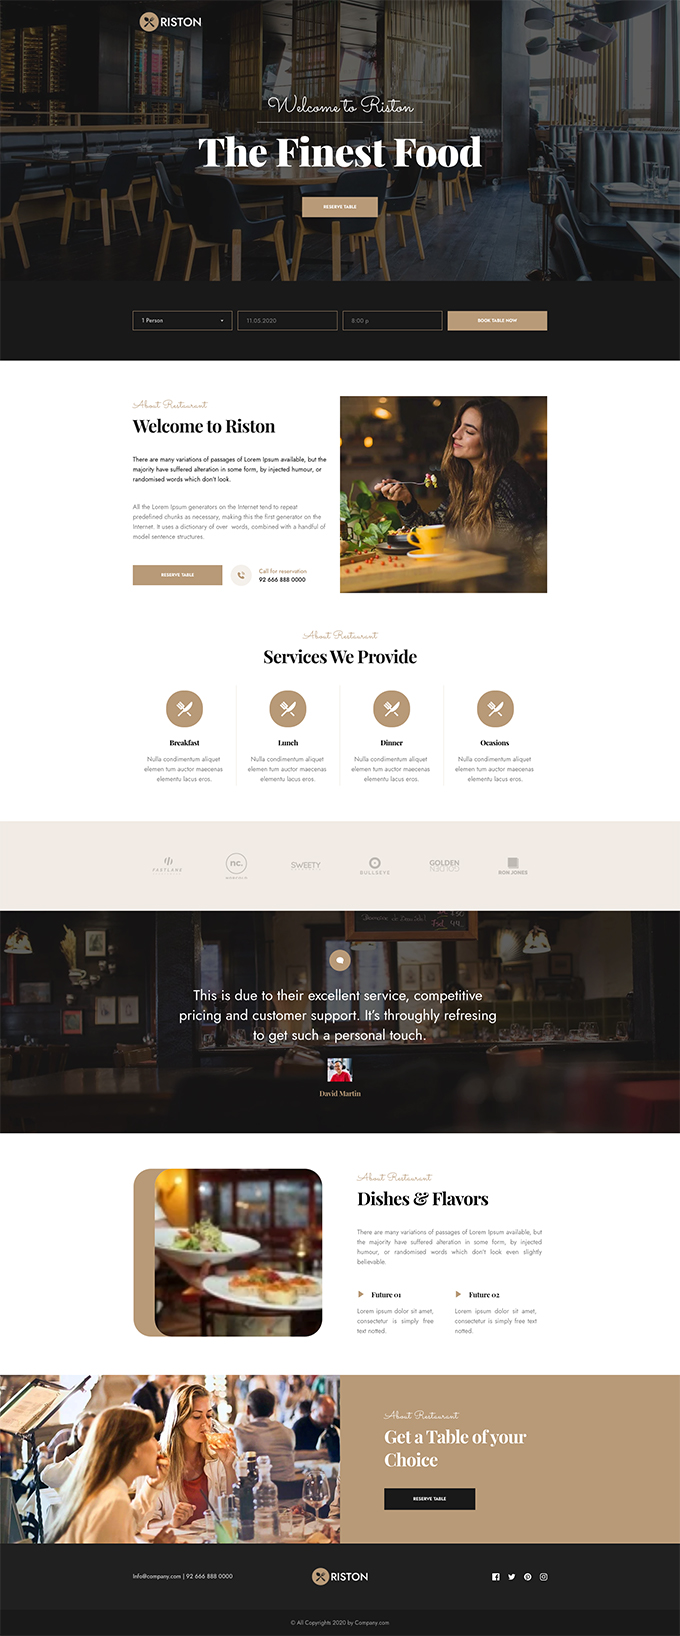 RISTON
Welcome to Riston
The Finest Food
RESERVE TABLE
1 Person
11.05.2020
8:00 p
BOOK TABLE NOW
About Restaurant
Welcome to Riston
There are many variations of passages of Lorem Ipsum available, but the
majority have suffered alteration in some form, by injected humour, or
randomised words which don't look.
All the Lorem Ipsum generators on the Internet tend to repeat
predefined chunks as necessary, making this the first generator on the
Internet. It uses a dictionary of over words, combined with a handful of
model sentence structures.
RESERVE TABLE
Call for reservation
92 666 888 0000
About Restaurant
Services We Provide
Breakfast
Nulla condimentum aliquet
elemen tum auctor maecenas
elementu lacus eros.
Lunch
Nulla condimentum aliquet
elemen tum auctor maecenas
elementu lacus eros.
Dinner
Nulla condimentum aliquet
elemen tum auctor maecenas
elementu lacus eros.
Ocasions
Nulla condimentum aliquet
elemen tum auctor maecenas
elementu lacus eros.
FASTLANE
nc.
SWEETY
BULLSEYE
GOLDEN
GOLDEN
RON JONES
This is due to their excellent service, competitive
pricing and customer support. It's throughly refresing
to get such a personal touch.
David Martin
About Restaurant
Dishes & Flavors
There are many variations of passages of Lorem Ipsum available, but
the majority have suffered alteration in some form, by injected
humour, or randomised words which don't look even slightly
believable.
Future 01
Lorem ipsum dolor sit amet,
consectetur is simply free
text notted.
Future 02
Lorem ipsum dolor sit amet,
consectetur is simply free
text notted.
About Restaurant
Get a Table of your
Choice
RESERVE TABLE
Info@company.com | 92 666 888 0000
RISTON
© All Copyrights 2020 by Company.com